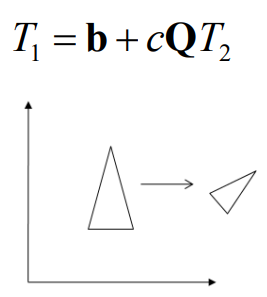 T₁ = b + cQT₂